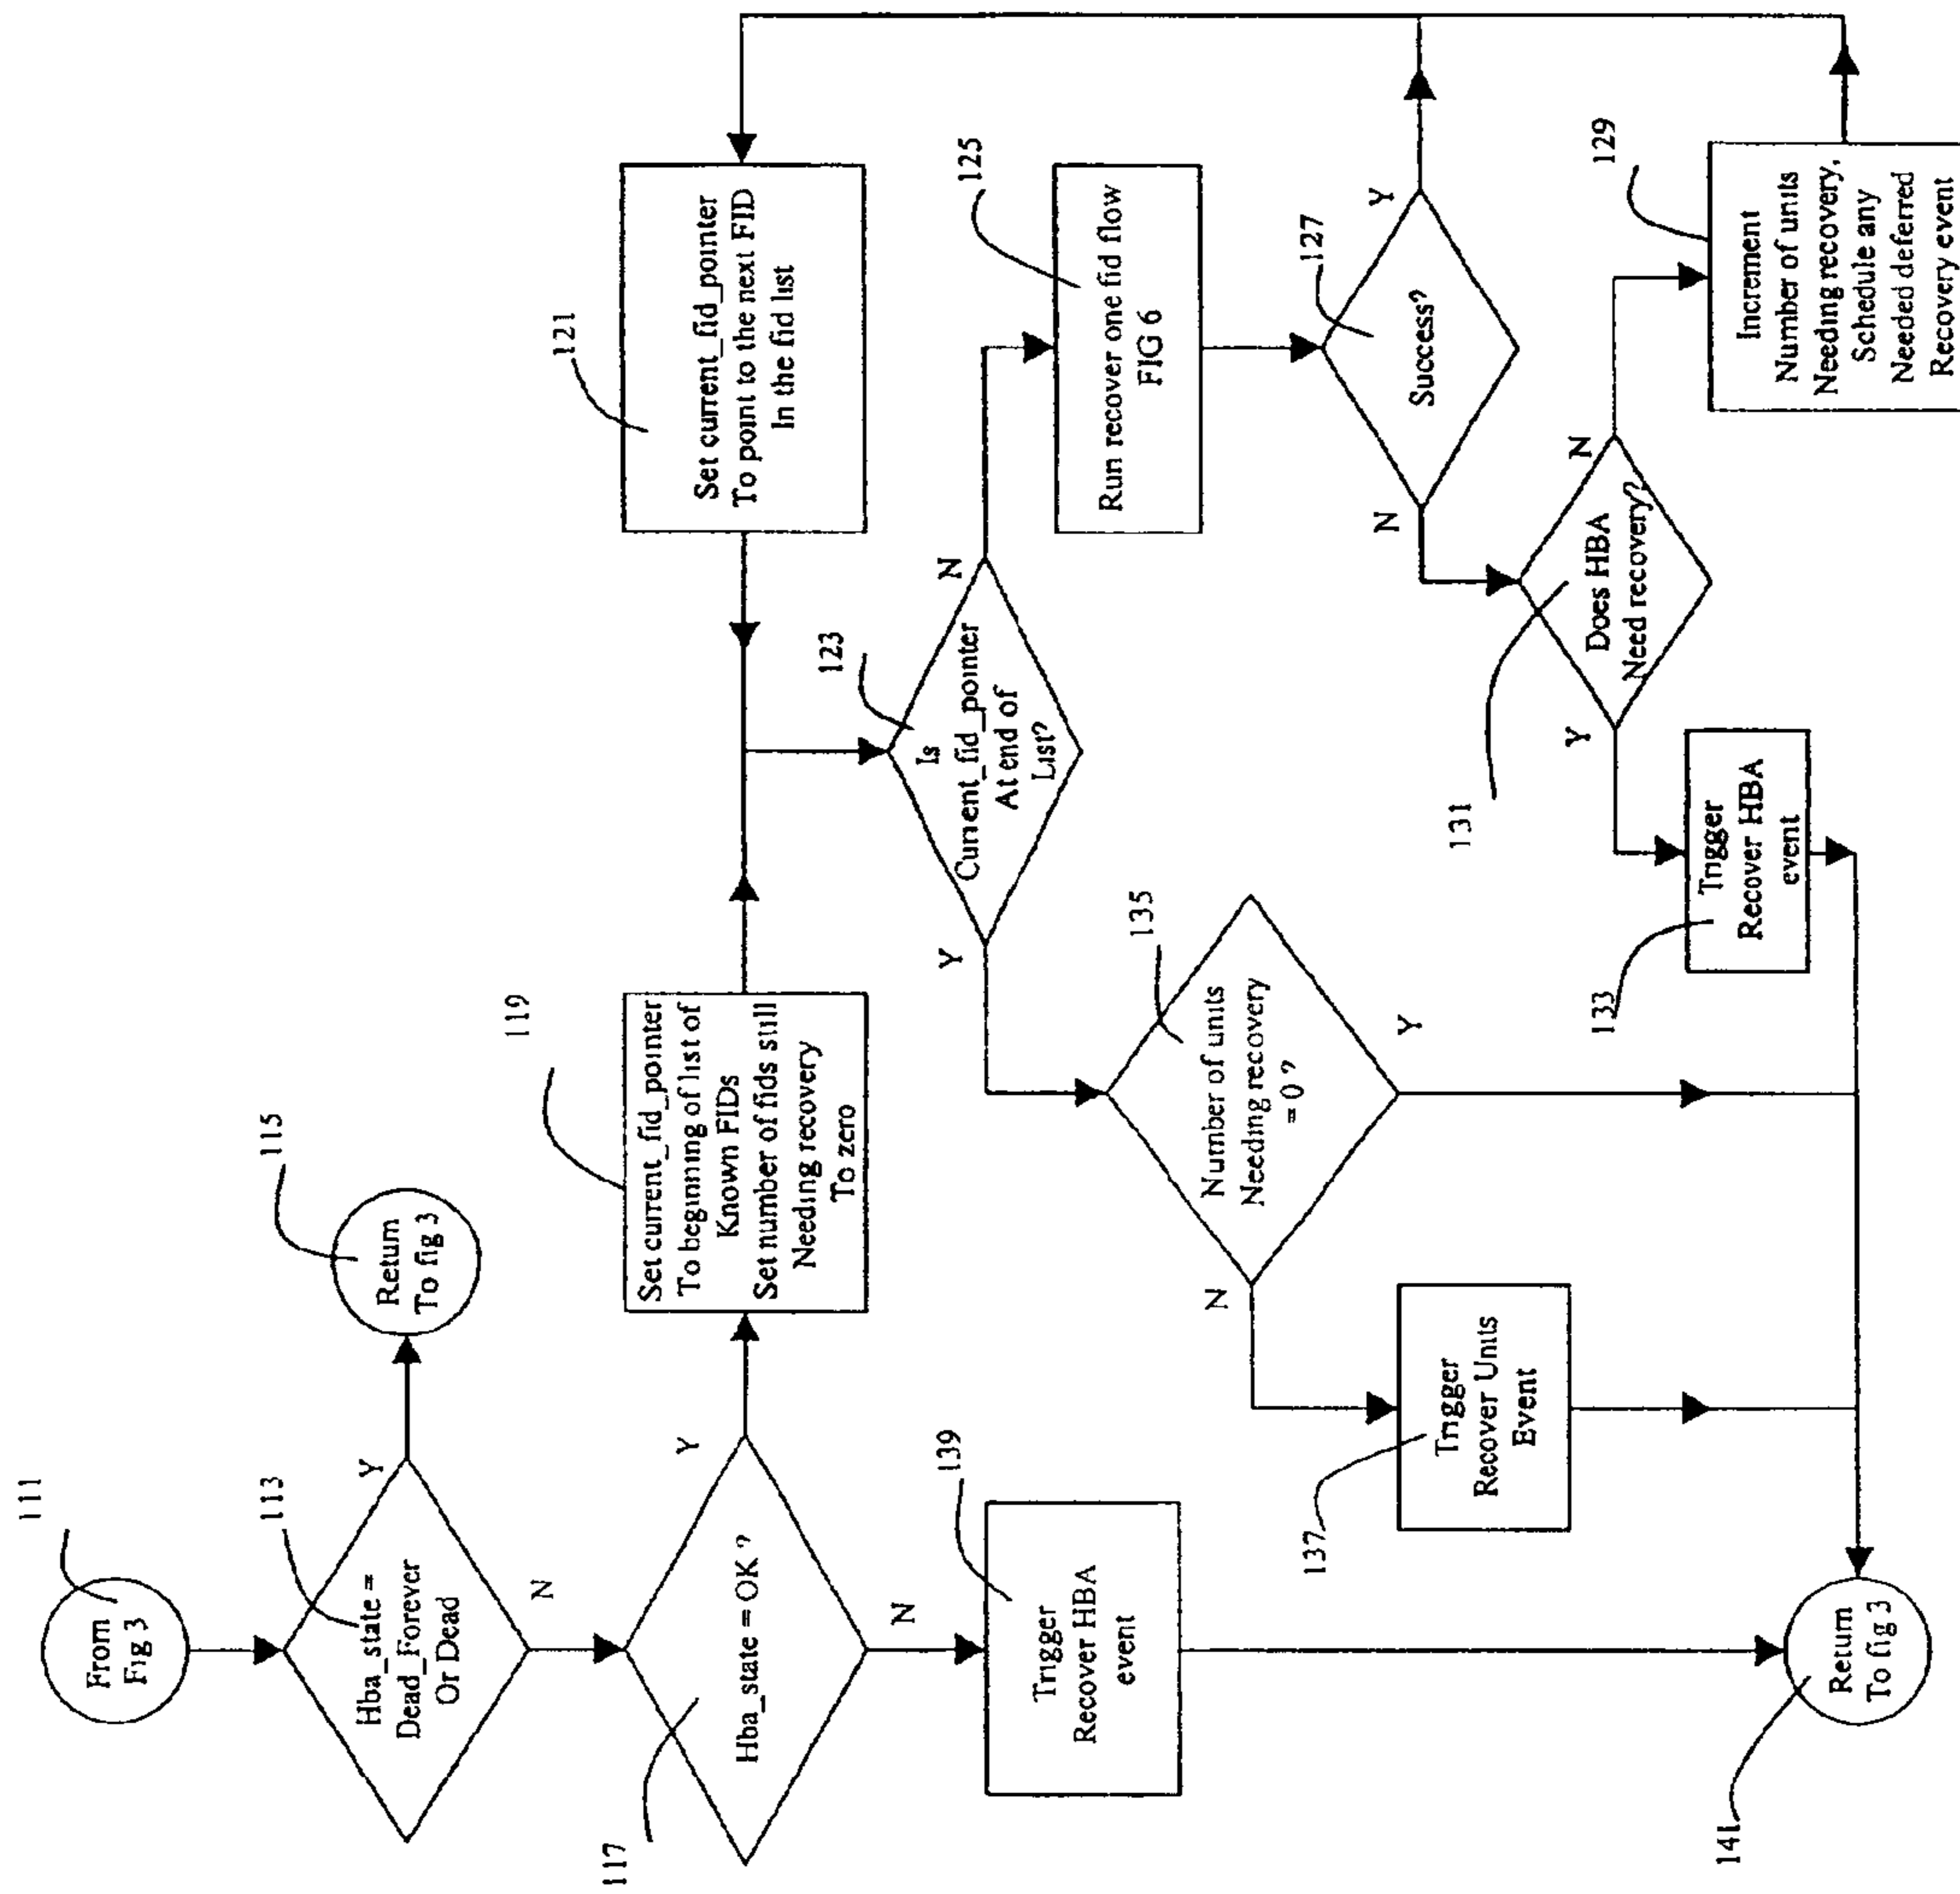 111
From
Fig 3
113
Hba_state =
Dead_Forever
Or Dead
Y
N
115
Return
To fig 3
117
Hba_state = OK ?
Y
N
119
Set current_fid_pointer
To beginning of list of
Known FIDs
Set number of fids still
Needing recovery
To zero
121
Set current_fid_pointer
To point to the next FID
In the fid list
123
Is
Current_fid_pointer
At end of
List?
Y
N
125
Run recover one fid flow
FIG 6
127
Success?
Y
N
129
Increment
Number of units
Needing recovery,
Schedule any
Needed deferred
Recovery event
131
Does HBA
Need recovery?
Y
N
133
Trigger
Recover HBA
event
135
Number of units
Needing recovery
= 0 ?
Y
N
137
Trigger
Recover Units
Event
139
Trigger
Recover HBA
event
141
Return
To fig 3